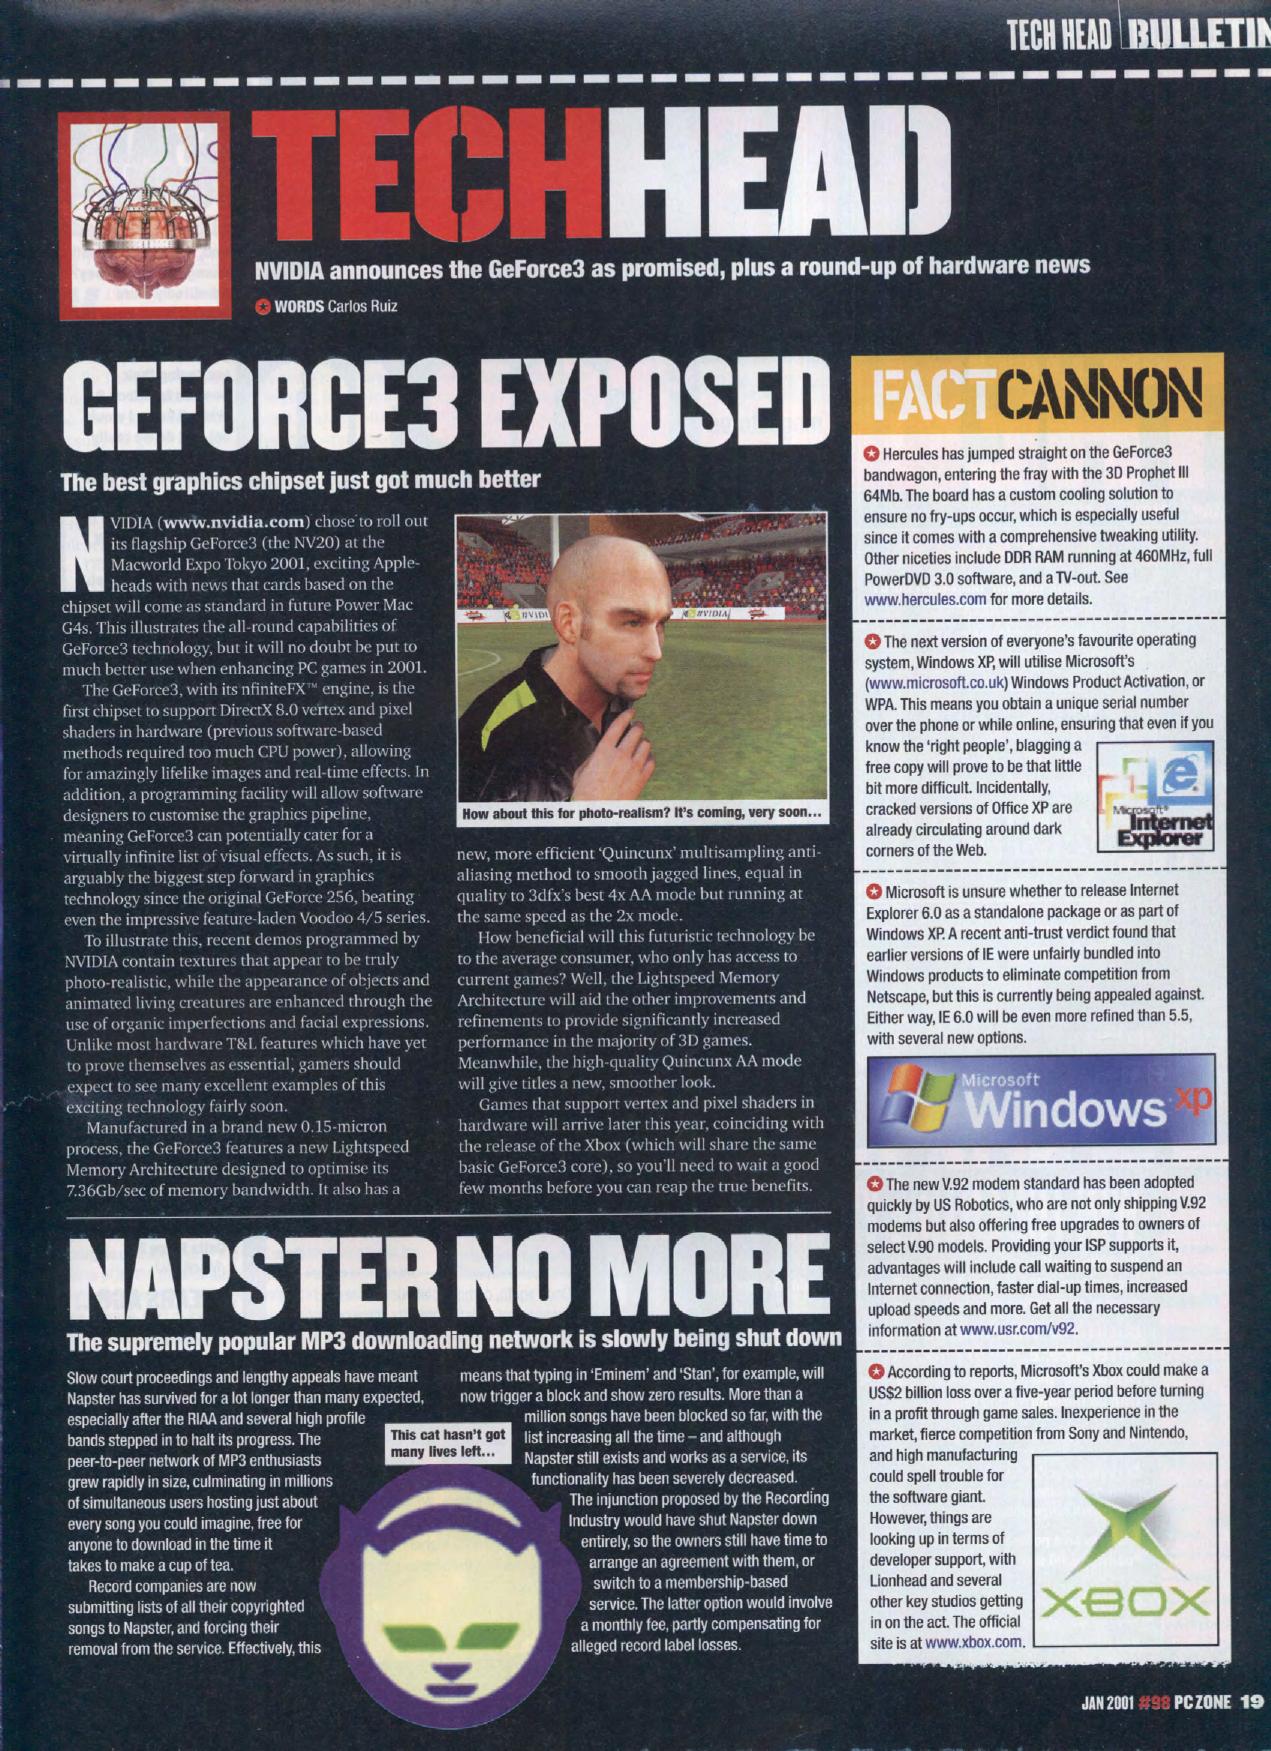 TECH HEAD BULLETIN
TECHHEAD
NVIDIA announces the GeForce3 as promised, plus a round-up of hardware news
WORDS Carlos Ruiz
GEFORCE3 EXPOSED
The best graphics chipset just got much better
NVIDIA (www.nvidia.com) chose to roll out
its flagship GeForce3 (the NV20) at the
Macworld Expo Tokyo 2001, exciting Apple-
heads with news that cards based on the
chipset will come as standard in future Power Mac
G4s. This illustrates the all-round capabilities of
GeForce3 technology, but it will no doubt be put to
much better use when enhancing PC games in 2001.
The GeForce3, with its nfiniteFX™ engine, is the
first chipset to support DirectX 8.0 vertex and pixel
shaders in hardware (previous software-based
methods required too much CPU power), allowing
for amazingly lifelike images and real-time effects. In
addition, a programming facility will allow software
designers to customise the graphics pipeline,
meaning GeForce3 can potentially cater for a
virtually infinite list of visual effects. As such, it is
arguably the biggest step forward in graphics
technology since the original GeForce 256, beating
even the impressive feature-laden Voodoo 4/5 series.
To illustrate this, recent demos programmed by
NVIDIA contain textures that appear to be truly
photo-realistic, while the appearance of objects and
animated living creatures are enhanced through the
use of organic imperfections and facial expressions.
Unlike most hardware T&L features which have yet
to prove themselves as essential, gamers should
expect to see many excellent examples of this
exciting technology fairly soon.
Manufactured in a brand new 0.15-micron
process, the GeForce3 features a new Lightspeed
Memory Architecture designed to optimise its
7.36Gb/sec of memory bandwidth. It also has a
NVIDIA
NVIDIA
How about this for photo-realism? It's coming, very soon...
new, more efficient 'Quincunx' multisampling anti-
aliasing method to smooth jagged lines, equal in
quality to 3dfx's best 4x AA mode but running at
the same speed as the 2x mode.
How beneficial will this futuristic technology be
to the average consumer, who only has access to
current games? Well, the Lightspeed Memory
Architecture will aid the other improvements and
refinements to provide significantly increased
performance in the majority of 3D games.
Meanwhile, the high-quality Quincunx AA mode
will give titles a new, smoother look.
Games that support vertex and pixel shaders in
hardware will arrive later this year, coinciding with
the release of the Xbox (which will share the same
basic GeForce3 core), so you'll need to wait a good
few months before you can reap the true benefits.
NAPSTER NO MORE
The supremely popular MP3 downloading network is slowly being shut down
Slow court proceedings and lengthy appeals have meant
Napster has survived for a lot longer than many expected,
especially after the RIAA and several high profile
bands stepped in to halt its progress. The
peer-to-peer network of MP3 enthusiasts
grew rapidly in size, culminating in millions
of simultaneous users hosting just about
every song you could imagine, free for
anyone to download in the time it
takes to make a cup of tea.
Record companies are now
submitting lists of all their copyrighted
songs to Napster, and forcing their
removal from the service. Effectively, this
This cat hasn't got
many lives left...
means that typing in 'Eminem' and 'Stan', for example, will
now trigger a block and show zero results. More than a
million songs have been blocked so far, with the
list increasing all the time – and although
Napster still exists and works as a service, its
functionality has been severely decreased.
The injunction proposed by the Recording
Industry would have shut Napster down
entirely, so the owners still have time to
arrange an agreement with them, or
switch to a membership-based
service. The latter option would involve
a monthly fee, partly compensating for
alleged record label losses.
FACTCANNON
Hercules has jumped straight on the GeForce3
bandwagon, entering the fray with the 3D Prophet III
64Mb. The board has a custom cooling solution to
ensure no fry-ups occur, which is especially useful
since it comes with a comprehensive tweaking utility.
Other niceties include DDR RAM running at 460MHz, full
PowerDVD 3.0 software, and a TV-out. See
www.hercules.com for more details.
The next version of everyone's favourite operating
system, Windows XP, will utilise Microsoft's
(www.microsoft.co.uk) Windows Product Activation, or
WPA. This means you obtain a unique serial number
over the phone or while online, ensuring that even if you
know the 'right people', blagging a
free copy will prove to be that little
bit more difficult. Incidentally,
cracked versions of Office XP are
already circulating around dark
corners of the Web.
Microsoft®
Internet
Explorer
Microsoft is unsure whether to release Internet
Explorer 6.0 as a standalone package or as part of
Windows XP. A recent anti-trust verdict found that
earlier versions of IE were unfairly bundled into
Windows products to eliminate competition from
Netscape, but this is currently being appealed against.
Either way, IE 6.0 will be even more refined than 5.5,
with several new options.
Microsoft
Windows xp
The new V.92 modem standard has been adopted
quickly by US Robotics, who are not only shipping V.92
modems but also offering free upgrades to owners of
select V.90 models. Providing your ISP supports it,
advantages will include call waiting to suspend an
Internet connection, faster dial-up times, increased
upload speeds and more. Get all the necessary
information at www.usr.com/v92.
According to reports, Microsoft's Xbox could make a
US$2 billion loss over a five-year period before turning
in a profit through game sales. Inexperience in the
market, fierce competition from Sony and Nintendo,
and high manufacturing
could spell trouble for
the software giant.
However, things are
looking up in terms of
developer support, with
Lionhead and several
other key studios getting
in on the act. The official
site is at www.xbox.com.
XBOX
JAN 2001 #98 PC ZONE 19